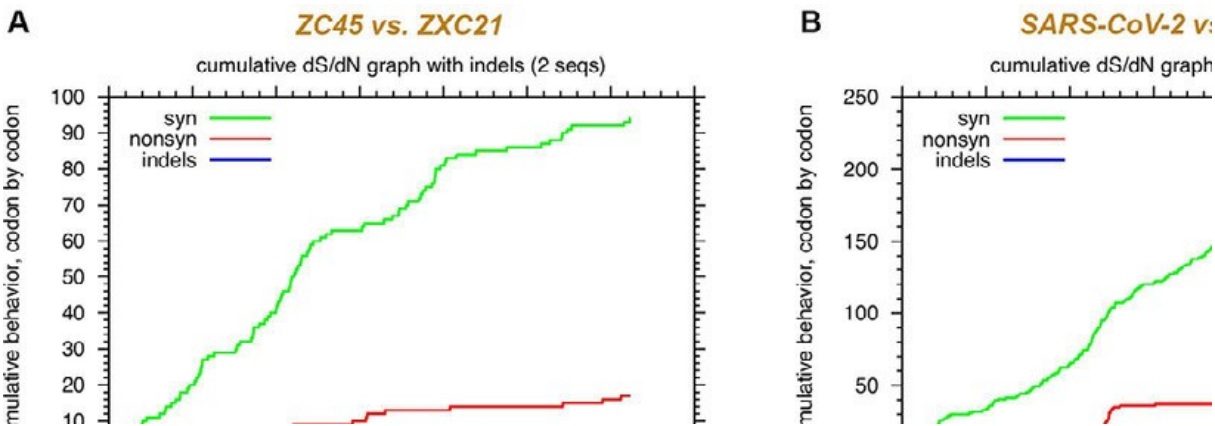 A
ZC45 vs. ZXC21
cumulative dS/dN graph with indels (2 seqs)
syn
nonsyn
indels
100
90
80
70
60
50
40
30
20
10
mulative behavior, codon by codon
B
SARS-CoV-2 vs
cumulative dS/dN graph
syn
nonsyn
indels
250
200
150
100
50
mulative behavior, codon by codon